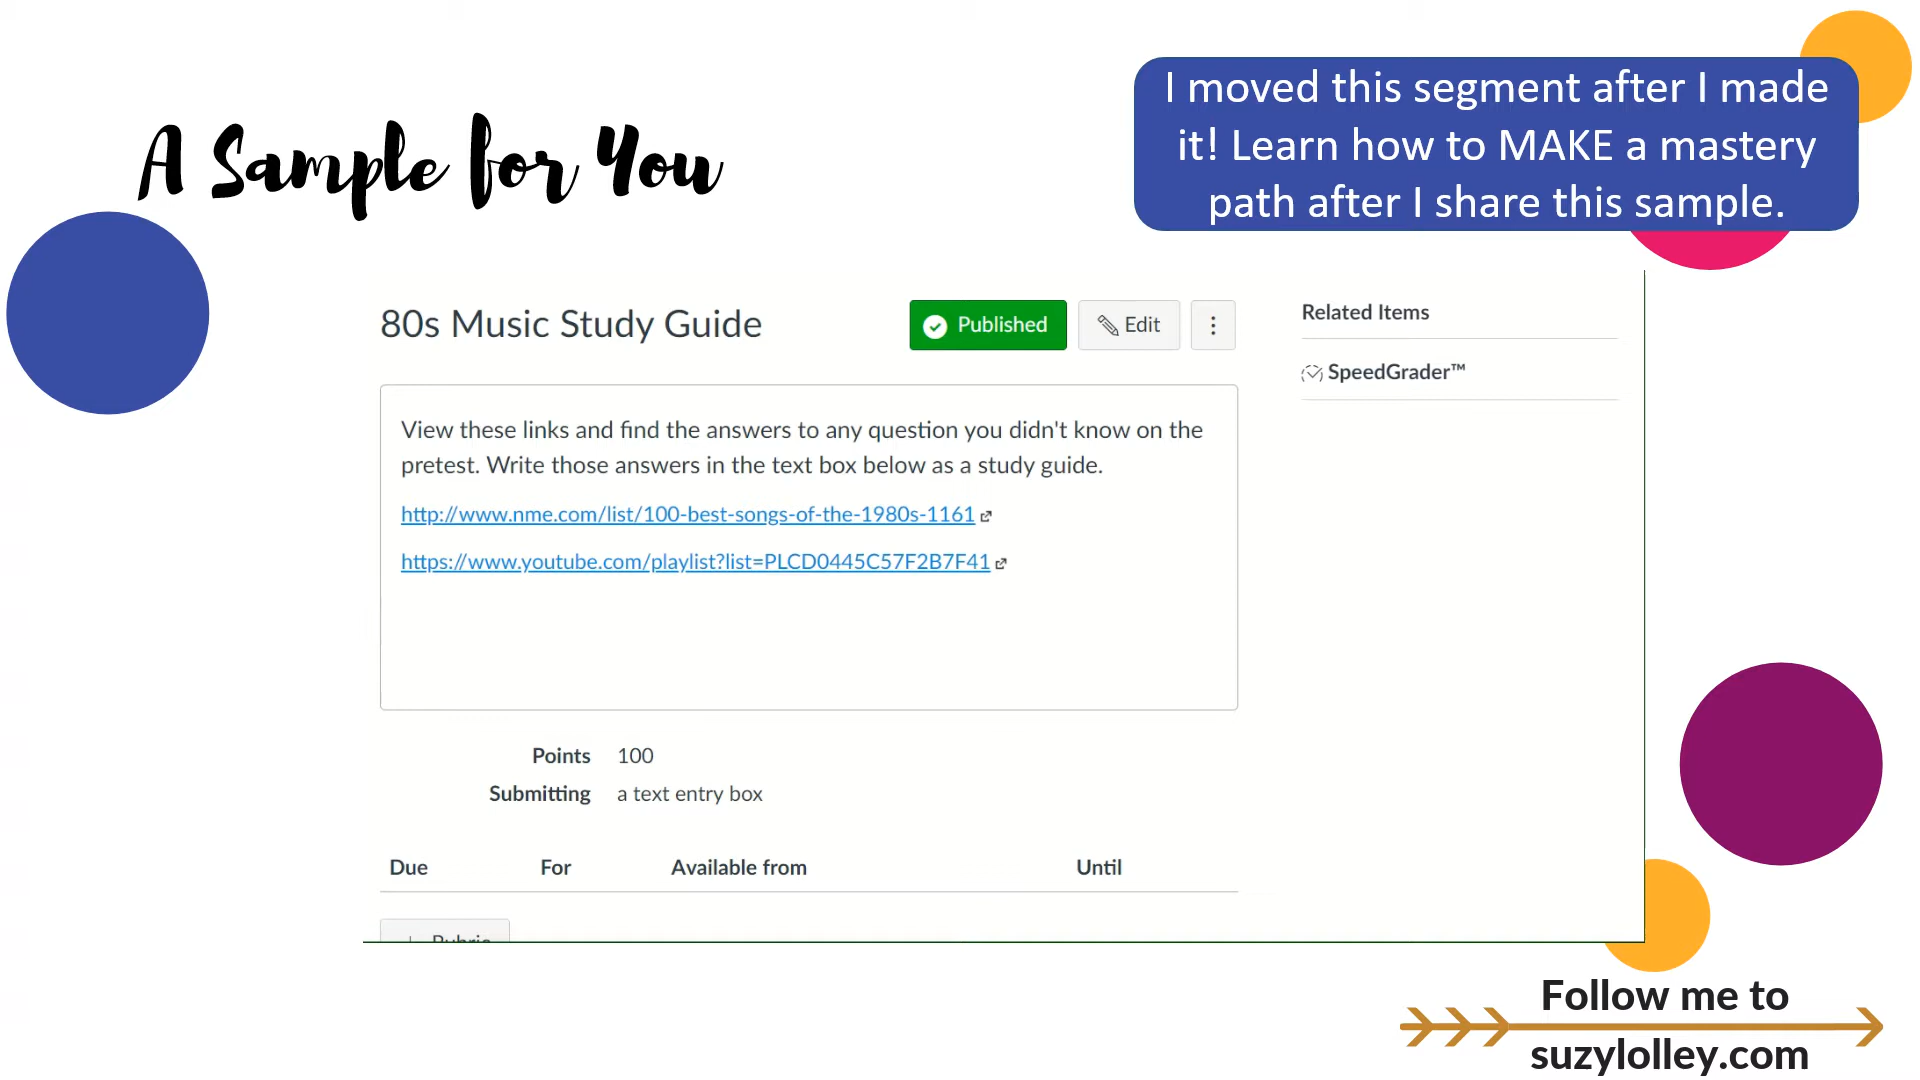 I moved this segment after I made
it! Learn how to MAKE a mastery
path after I share this sample.
A Sample for You
80s Music Study Guide
Published
Edit
Related Items
SpeedGrader™
View these links and find the answers to any question you didn't know on the
pretest. Write those answers in the text box below as a study guide.
http://www.nme.com/list/100-best-songs-of-the-1980s-1161
https://www.youtube.com/playlist?list=PLCD0445C57F2B7F41
Points 100
Submitting a text entry box
Due For Available from Until
+ Rubric
Follow me to
suzylolley.com